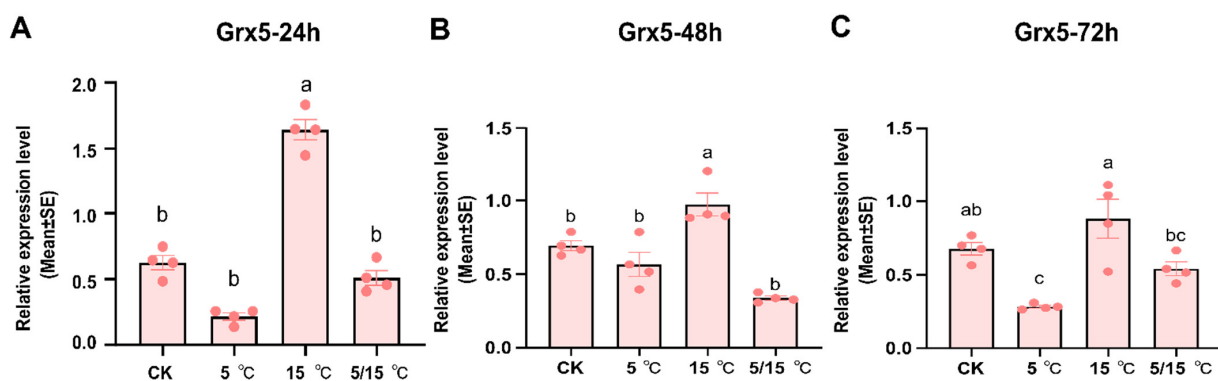 A
Grx5-24h
Relative expression level
(Mean±SE)
2.0
1.5
1.0
0.5
0.0
b
b
a
b
CK
5 °C
15 °C
5/15 °C
B
Grx5-48h
Relative expression level
(Mean±SE)
1.5
1.0
0.5
0.0
b
b
a
b
CK
5 °C
15 °C
5/15 °C
C
Grx5-72h
Relative expression level
(Mean±SE)
1.5
1.0
0.5
0.0
ab
c
a
bc
CK
5 °C
15 °C
5/15 °C